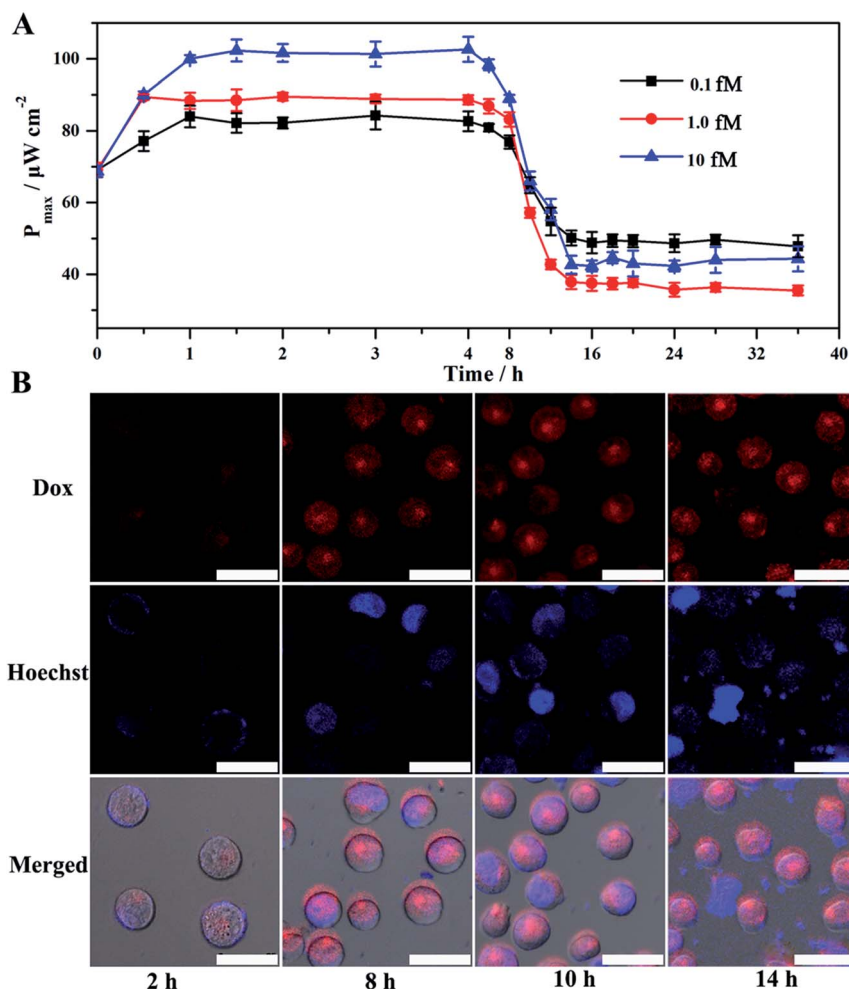 A
100
80
60
40
P max / µW cm⁻²
0.1 fM
1.0 fM
10 fM
0 1 2 3 4 8 16 24 32 40
Time / h
B
Dox
Hoechst
Merged
2 h 8 h 10 h 14 h